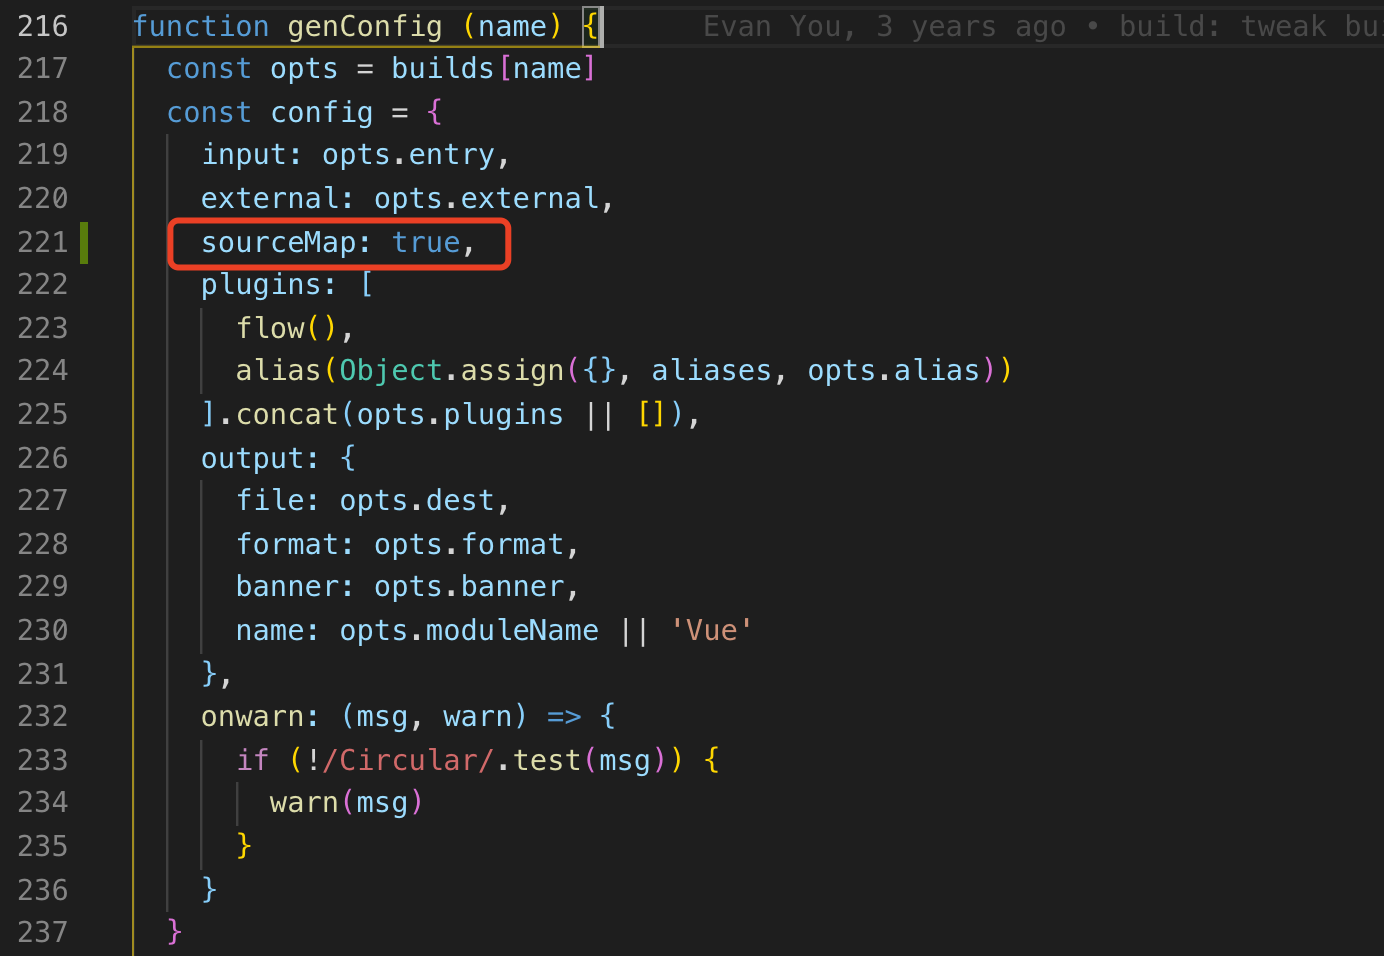 216 function genConfig (name) { Evan You, 3 years ago • build: tweak
217 const opts = builds[name]
218 const config = {
219 input: opts.entry,
220 external: opts.external,
221 sourceMap: true,
222 plugins: [
223 flow(),
224 alias(Object.assign({}, aliases, opts.alias))
225 ].concat(opts.plugins || []),
226 output: {
227 file: opts.dest,
228 format: opts.format,
229 banner: opts.banner,
230 name: opts.moduleName || 'Vue'
231 },
232 onwarn: (msg, warn) => {
233 if (!/Circular/.test(msg)) {
234 warn(msg)
235 }
236 }
237 }